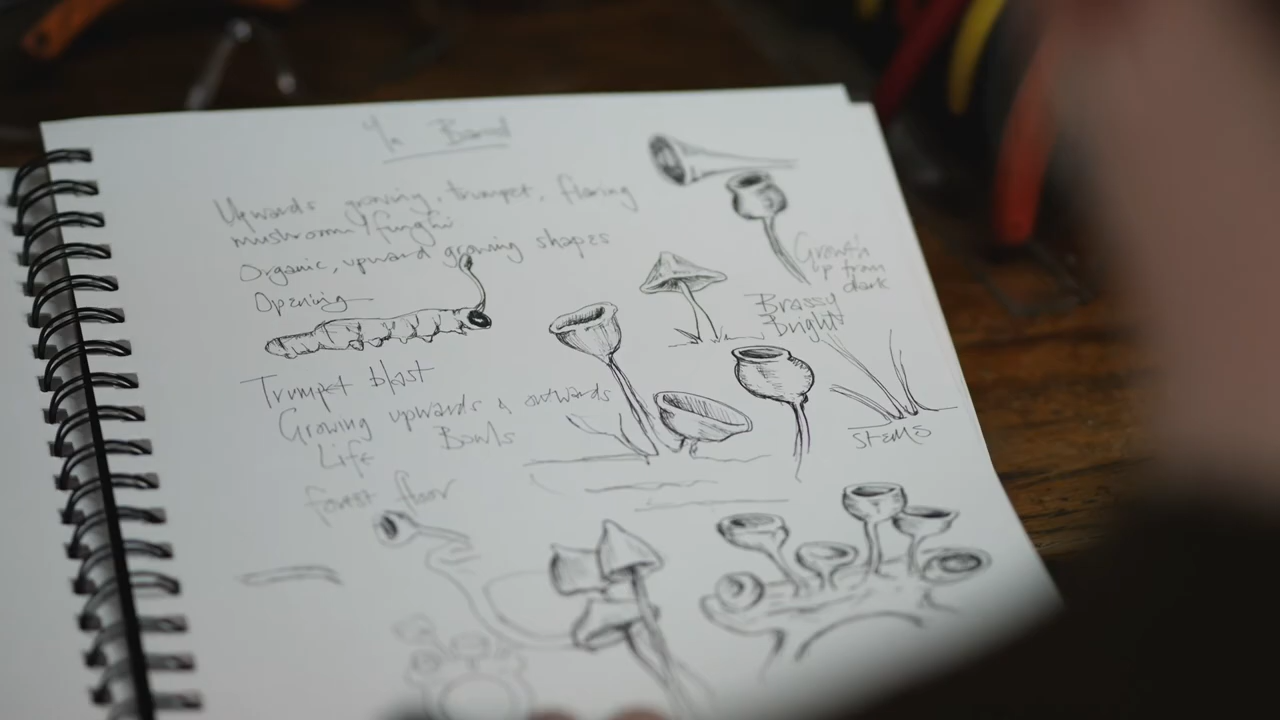 Upwards growing, trumpet, flaring
mushroom/funghi
Organic, upward growing shapes
Opening
Growth
up from
dark
Brassy
Bright
Trumpet blast
Growing upwards & outwards
Bowls
Life
Stems
forest floor